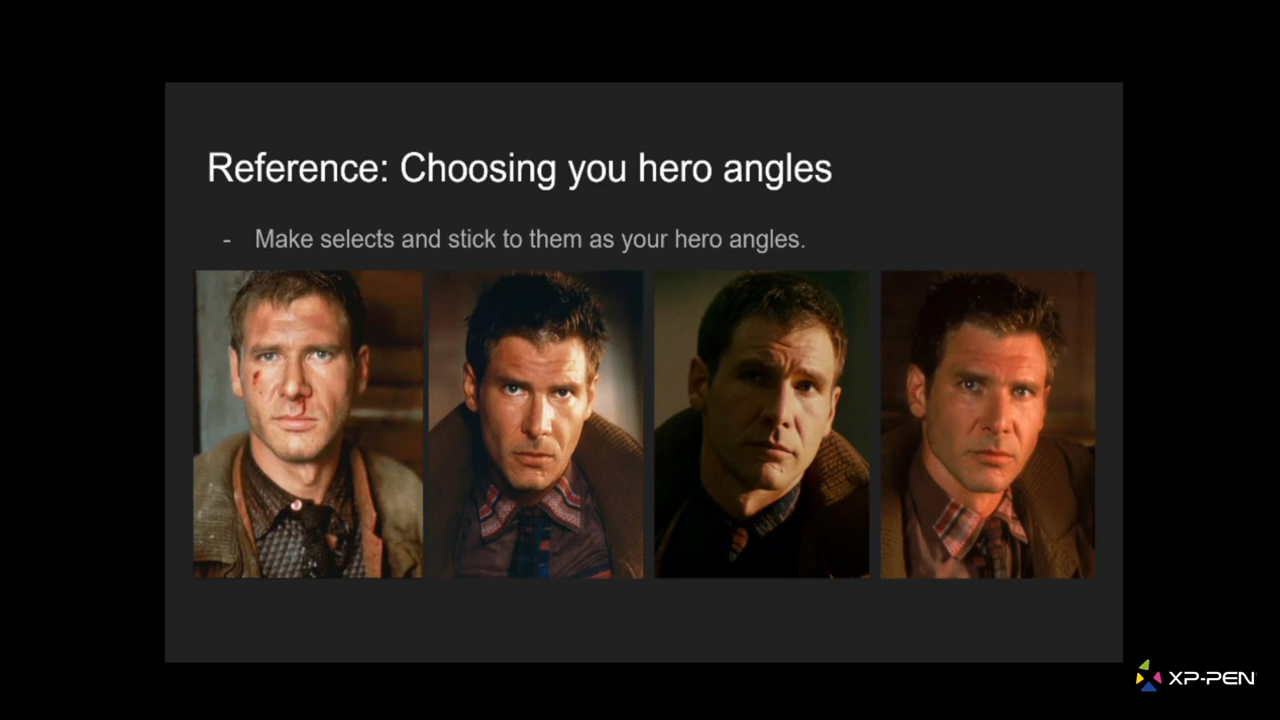 Reference: Choosing you hero angles
- Make selects and stick to them as your hero angles.
XP-PEN